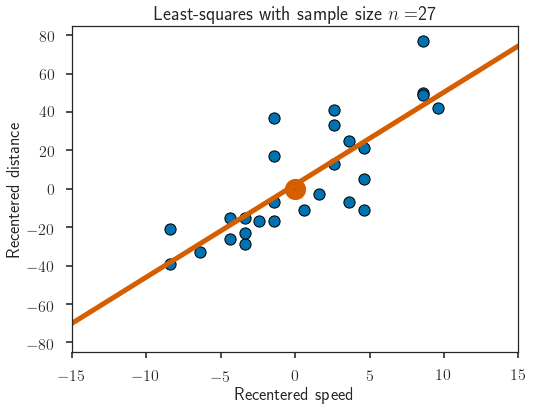 Least-squares with sample size n =27
80
60
40
20
0
−20
−40
−60
−80
Recentered distance
−15 −10 −5 0 5 10 15
Recentered speed